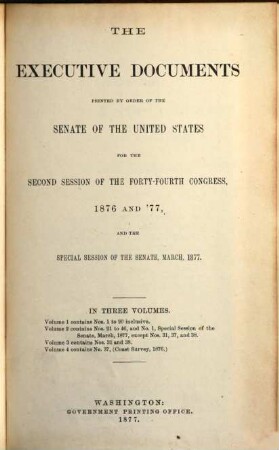 THE
EXECUTIVE DOCUMENTS
PRINTED BY ORDER OF THE
SENATE OF THE UNITED STATES
FOR THE
SECOND SESSION OF THE FORTY-FOURTH CONGRESS,
1876 AND '77,
AND THE
SPECIAL SESSION OF THE SENATE, MARCH, 1877.
IN THREE VOLUMES.
Volume 1 contains Nos. 1 to 20 inclusive.
Volume 2 contains Nos. 21 to 46, and No. 1, Special Session of the
Senate, March, 1877, except Nos. 31, 37, and 38.
Volume 3 contains Nos. and 38.
Volume 4 contains No. 37, (Coast Survey, 1876.)
WASHINGTON:
GOVERNMENT PRINTING OFFICE,
1877.